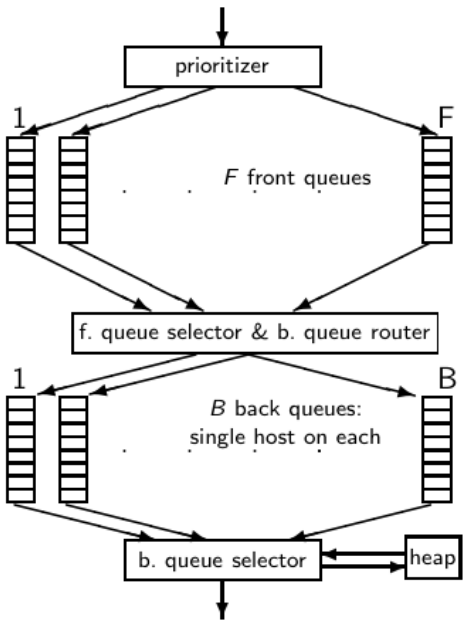 prioritizer
1
F
F front queues
f. queue selector & b. queue router
1
B
B back queues:
single host on each
b. queue selector
heap